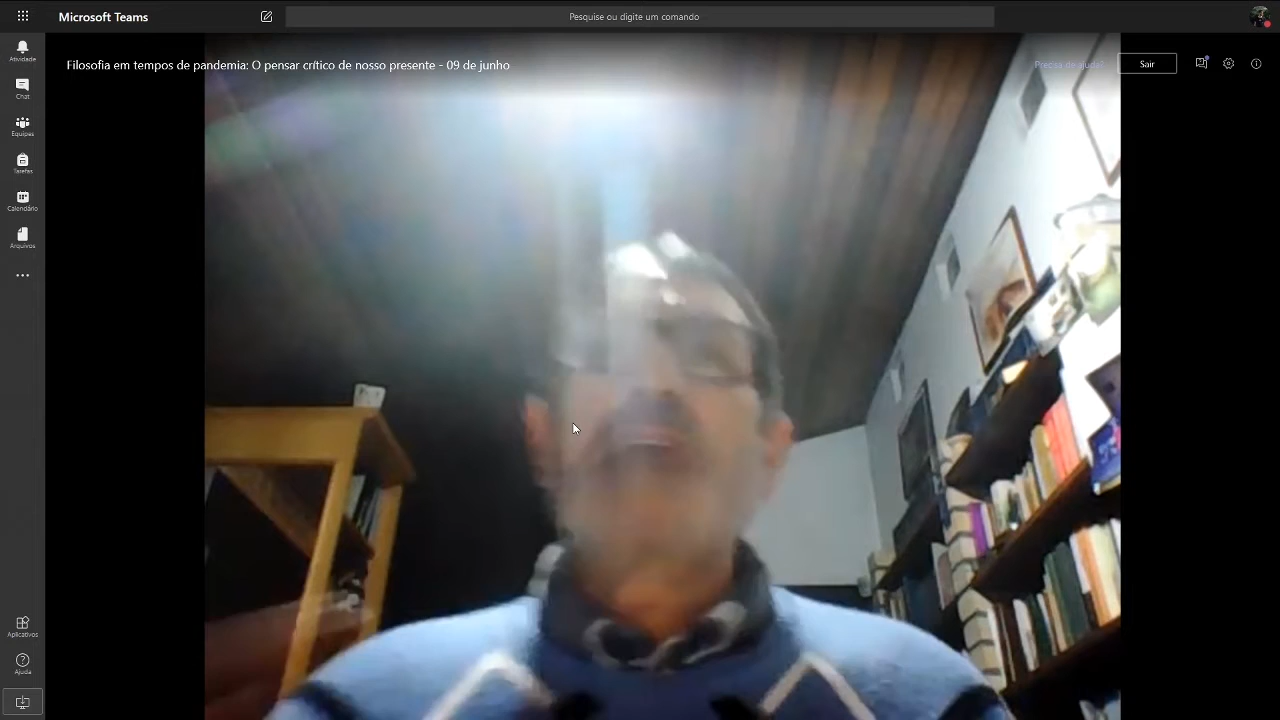 Microsoft Teams
Pesquise ou digite um comando
Filosofia em tempos de pandemia: O pensar crítico de nosso presente - 09 de junho
Precisa de ajuda?
Sair
Atividade
Chat
Equipes
Tarefas
Calendário
Arquivos
Aplicativos
Ajuda